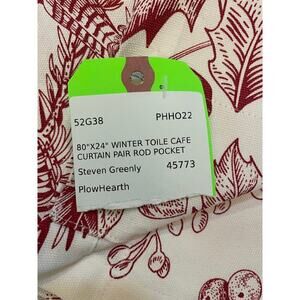 52G38 PHHO22
80"X24" WINTER TOILE CAFE
CURTAIN PAIR ROD POCKET
Steven Greenly 45773
PlowHearth